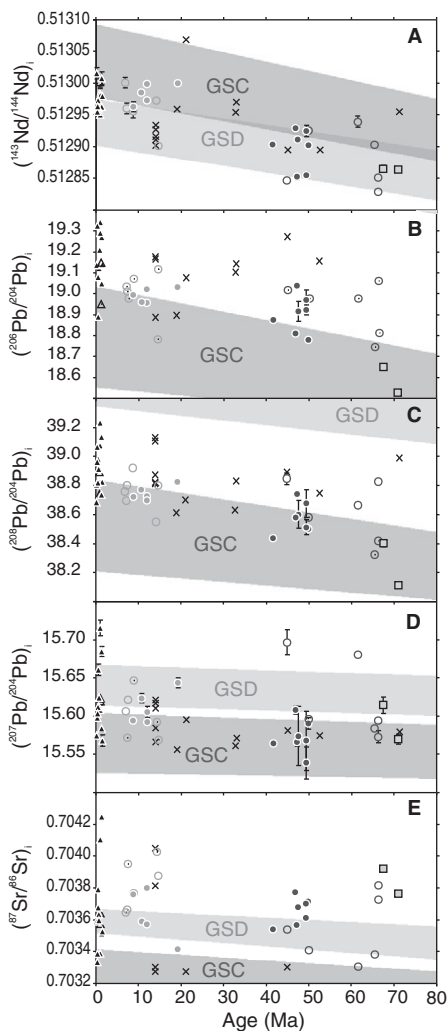 A
0.51310
0.51305
0.51300
0.51295
0.51290
0.51285
(143Nd/144Nd)i
GSC
GSD
B
19.3
19.2
19.1
19.0
18.9
18.8
18.7
18.6
(206Pb/204Pb)i
GSC
C
39.2
39.0
38.8
38.6
38.4
38.2
(208Pb/204Pb)i
GSD
GSC
D
15.70
15.65
15.60
15.55
(207Pb/204Pb)i
GSD
GSC
E
0.7042
0.7040
0.7038
0.7036
0.7034
0.7032
(87Sr/86Sr)i
GSD
GSC
0 10 20 30 40 50 60 70 80
Age (Ma)